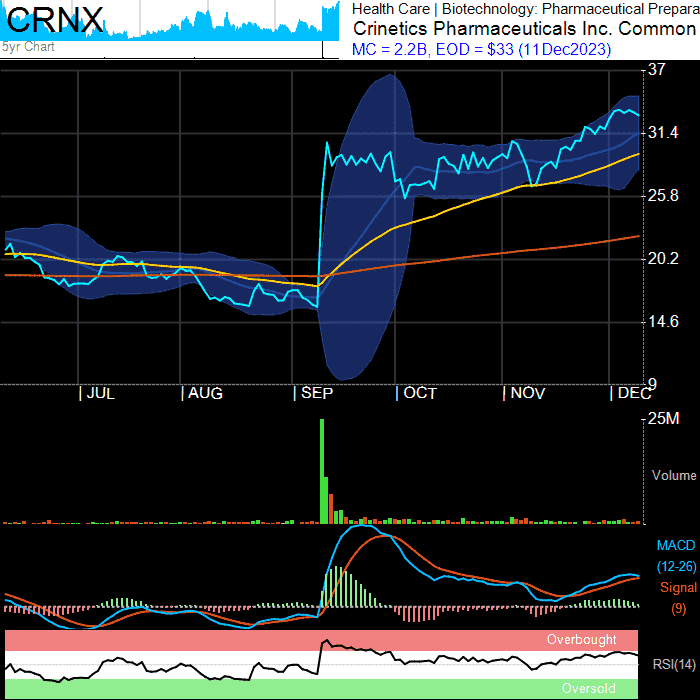 CRNX
5yr Chart
Health Care | Biotechnology: Pharmaceutical Prepara
Crinetics Pharmaceuticals Inc. Common
MC = 2.2B, EOD = $33 (11Dec2023)
37
31.4
25.8
20.2
14.6
9
| JUL | AUG | SEP | OCT | NOV | DEC
25M
Volume
MACD
(12-26)
Signal
(9)
Overbought
RSI(14)
Oversold